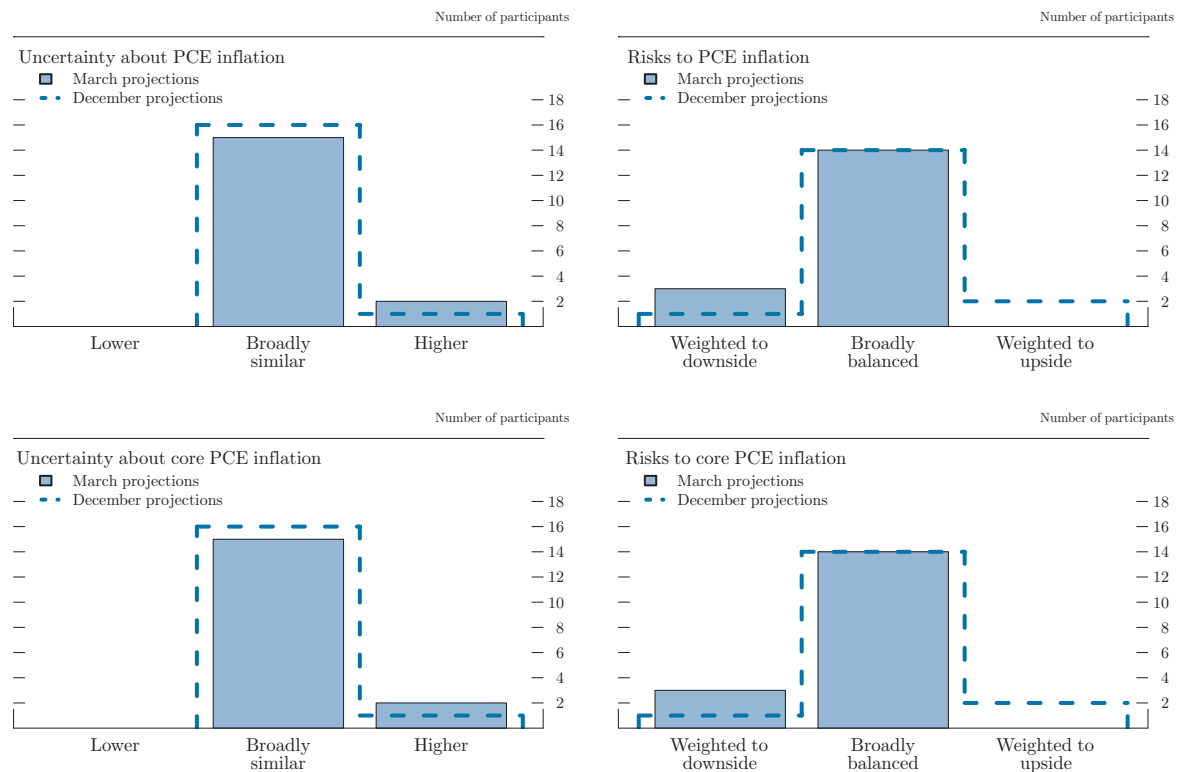 Number of participants
Uncertainty about PCE inflation
March projections
December projections
18
16
14
12
10
8
6
4
2
Lower
Broadly
similar
Higher
Number of participants
Risks to PCE inflation
March projections
December projections
18
16
14
12
10
8
6
4
2
Weighted to
downside
Broadly
balanced
Weighted to
upside
Number of participants
Uncertainty about core PCE inflation
March projections
December projections
18
16
14
12
10
8
6
4
2
Lower
Broadly
similar
Higher
Number of participants
Risks to core PCE inflation
March projections
December projections
18
16
14
12
10
8
6
4
2
Weighted to
downside
Broadly
balanced
Weighted to
upside